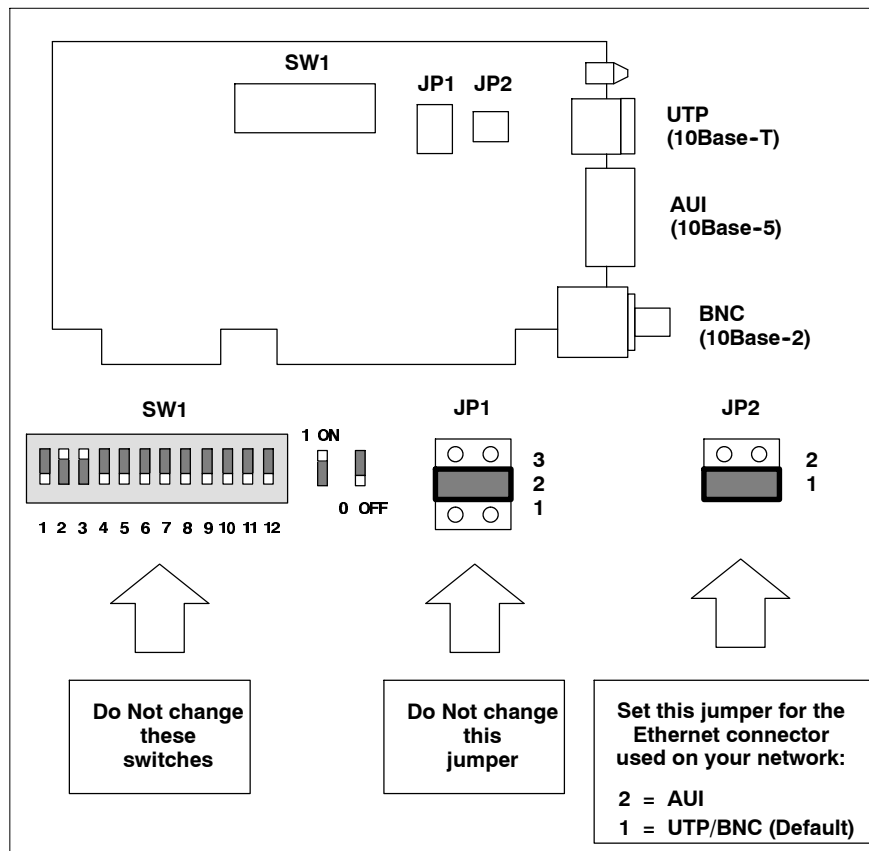 SW1
JP1 JP2
UTP
(10Base-T)
AUI
(10Base-5)
BNC
(10Base-2)
SW1
JP1
JP2
1 ON
0 OFF
1 2 3 4 5 6 7 8 9 10 11 12
3
2
1
2
1
Do Not change
these
switches
Do Not change
this
jumper
Set this jumper for the
Ethernet connector
used on your network:
2 = AUI
1 = UTP/BNC (Default)